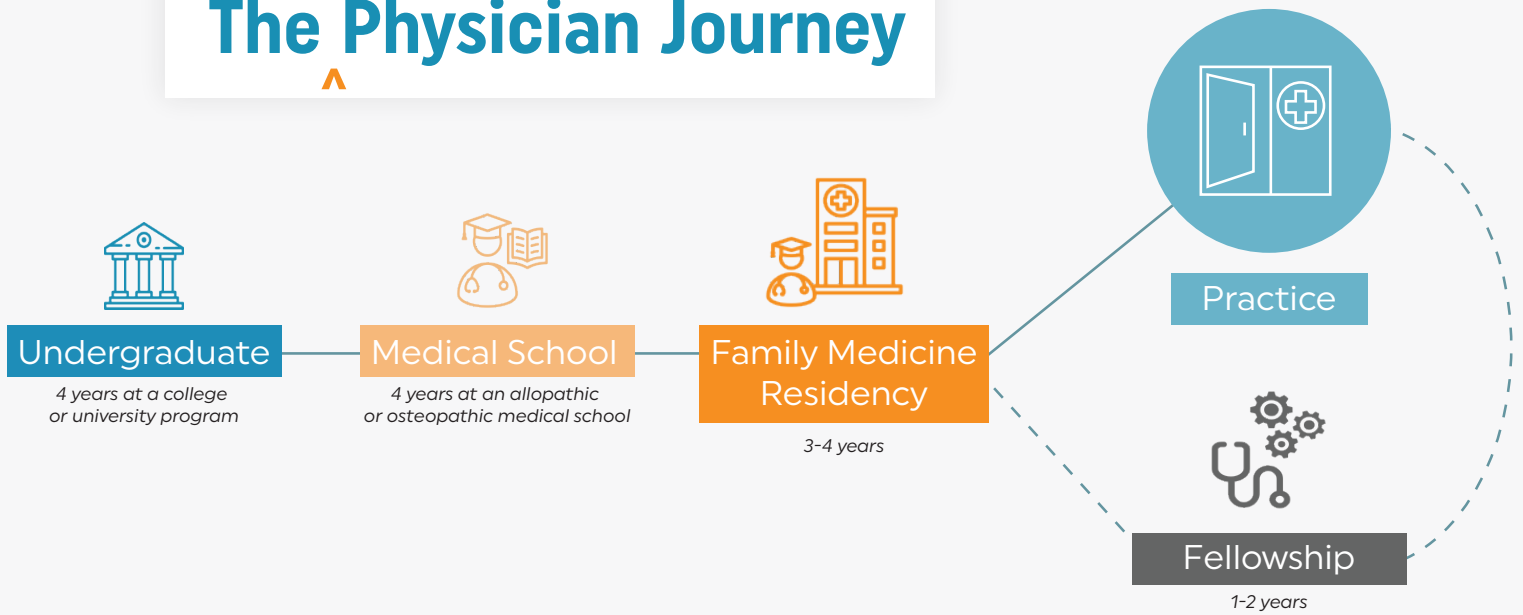 The Physician Journey
^
Undergraduate
4 years at a college
or university program
Medical School
4 years at an allopathic
or osteopathic medical school
Family Medicine
Residency
3-4 years
Practice
Fellowship
1-2 years